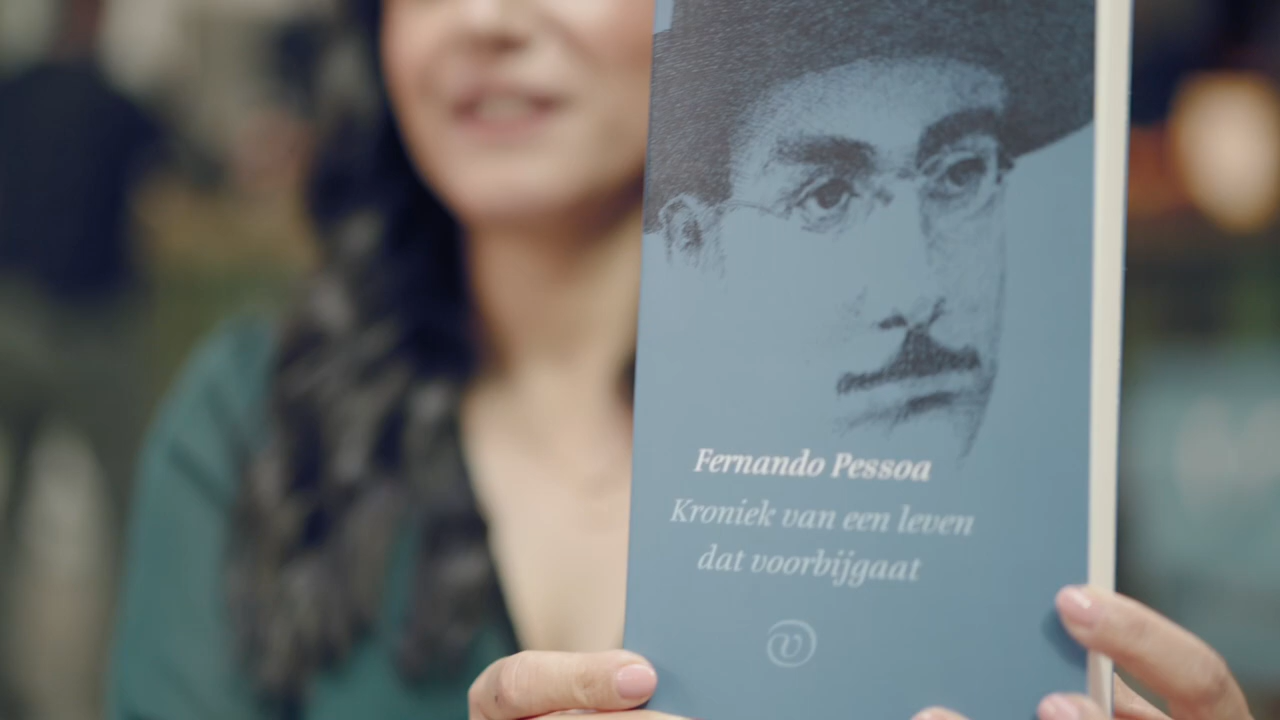 Fernando Pessoa
Kroniek van een leven
dat voorbijgaat
v